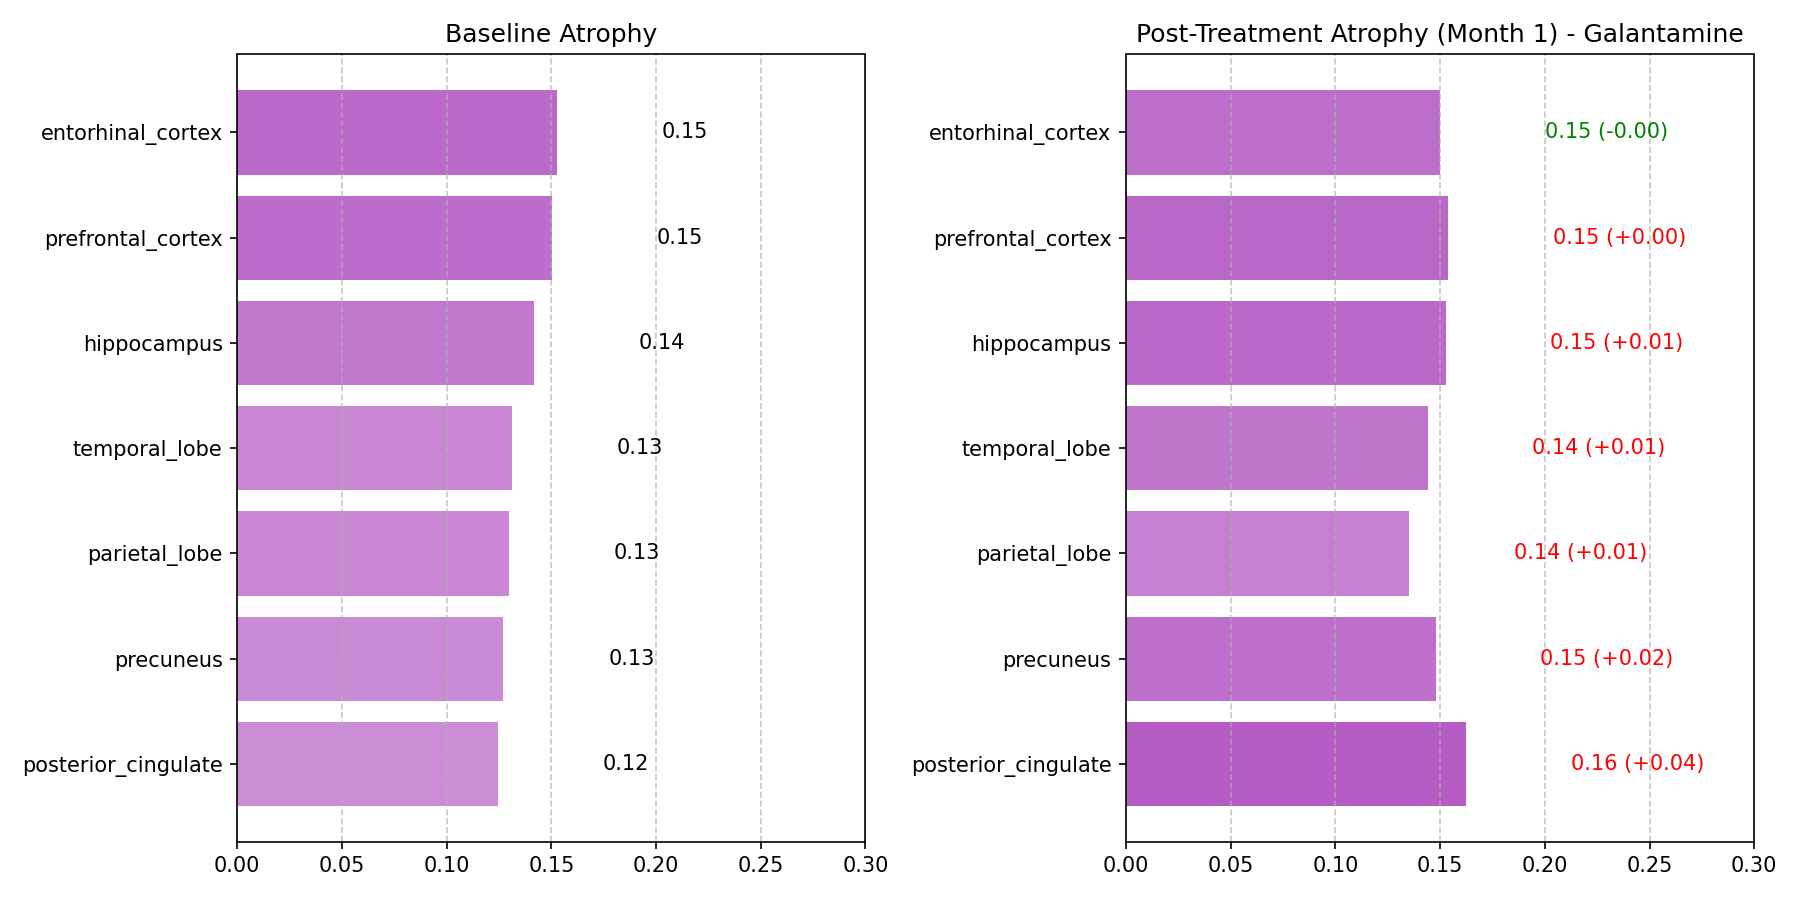 Baseline Atrophy
entorhinal_cortex 0.15
prefrontal_cortex 0.15
hippocampus 0.14
temporal_lobe 0.13
parietal_lobe 0.13
precuneus 0.13
posterior_cingulate 0.12
0.00 0.05 0.10 0.15 0.20 0.25 0.30
Post-Treatment Atrophy (Month 1) - Galantamine
entorhinal_cortex 0.15 (-0.00)
prefrontal_cortex 0.15 (+0.00)
hippocampus 0.15 (+0.01)
temporal_lobe 0.14 (+0.01)
parietal_lobe 0.14 (+0.01)
precuneus 0.15 (+0.02)
posterior_cingulate 0.16 (+0.04)
0.00 0.05 0.10 0.15 0.20 0.25 0.30